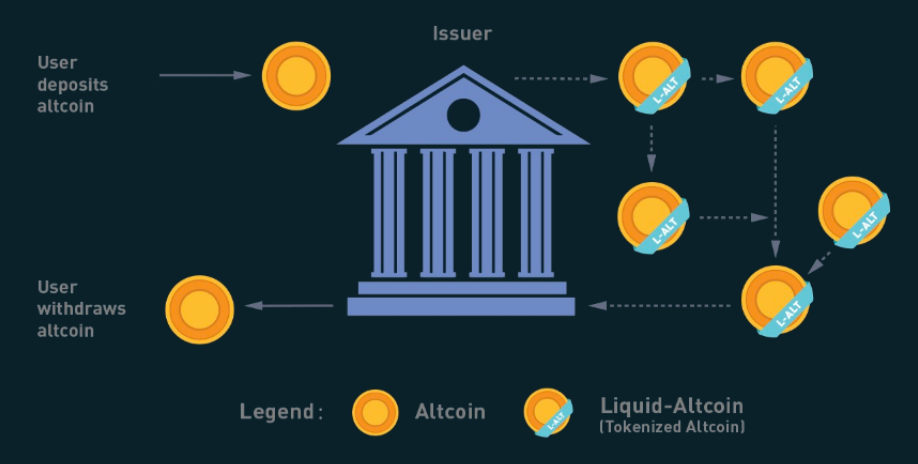 Issuer
User
deposits
altcoin
L-ALT
L-ALT
L-ALT
L-ALT
User
withdraws
altcoin
L-ALT
Legend:
Altcoin
L-ALT
Liquid-Altcoin
(Tokenized Altcoin)